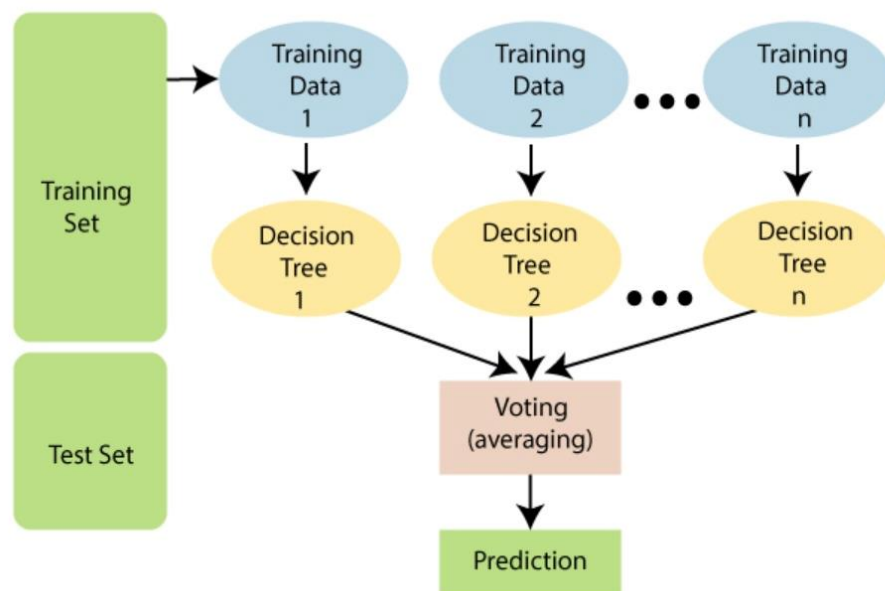 Training
Set
Test Set
Training
Data
1
Training
Data
2
Training
Data
n
Decision
Tree
1
Decision
Tree
2
Decision
Tree
n
Voting
(averaging)
Prediction